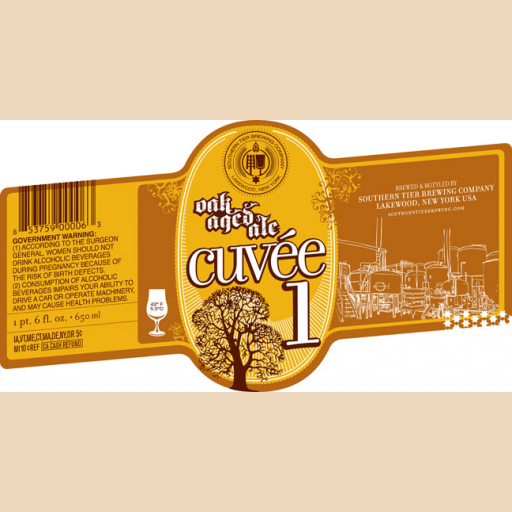 8 53759 00006 3
GOVERNMENT WARNING:
(1) ACCORDING TO THE SURGEON
GENERAL, WOMEN SHOULD NOT
DRINK ALCOHOLIC BEVERAGES
DURING PREGNANCY BECAUSE OF
THE RISK OF BIRTH DEFECTS.
(2) CONSUMPTION OF ALCOHOLIC
BEVERAGES IMPAIRS YOUR ABILITY TO
DRIVE A CAR OR OPERATE MACHINERY,
AND MAY CAUSE HEALTH PROBLEMS.
1 pt. 6 fl. oz. • 650 ml
IA,VT,ME,CT,MA,DE,NY,OR 5¢
MI 10¢REF CA CASH REFUND
42° F
5.5°C
SOUTHERN TIER BREWING COMPANY
LAKEWOOD, NEW YORK
oak
aged
ale
cuvée
1
BREWED & BOTTLED BY
SOUTHERN TIER BREWING COMPANY
LAKEWOOD, NEW YORK USA
SOUTHERNTIERBREWING.COM